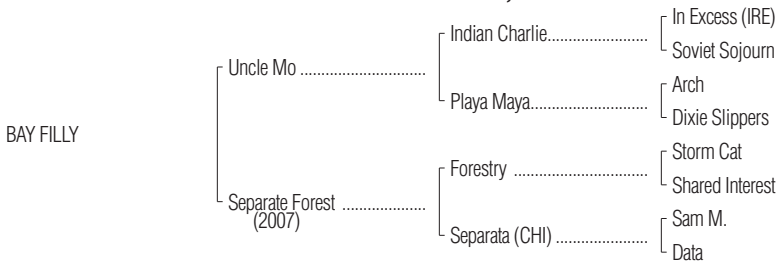 In Excess (IRE)
Indian Charlie......................
Soviet Sojourn
Uncle Mo ............................
Arch
Playa Maya.........................
Dixie Slippers
BAY FILLY
Storm Cat
Forestry .............................
Shared Interest
Separate Forest ..................
(2007)
Sam M.
Separata (CHI) ....................
Data